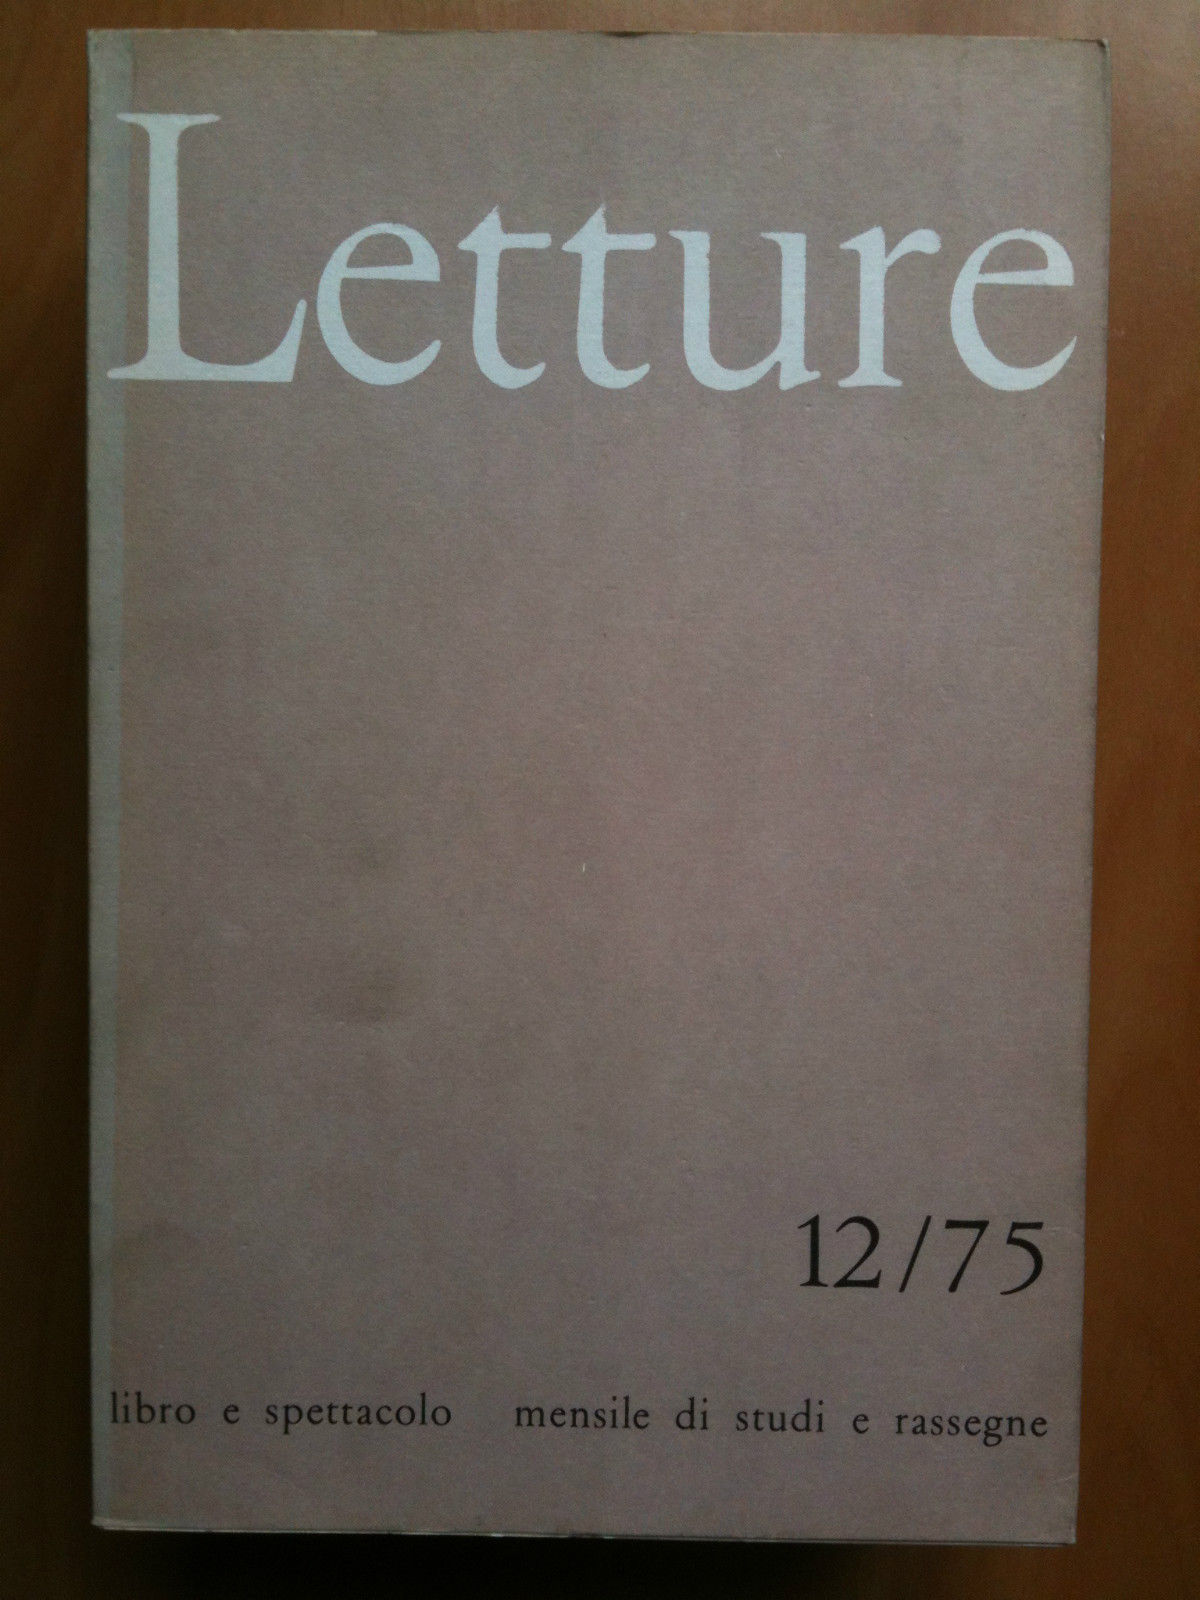 Letture
12/75
libro e spettacolo mensile di studi e rassegne